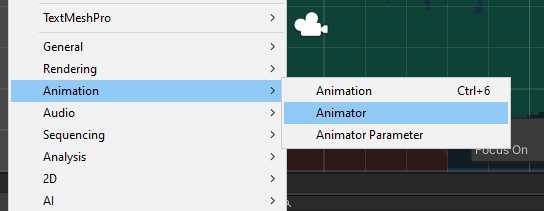 TextMeshPro
General
Rendering
Animation
Animation Ctrl+6
Audio
Animator
Sequencing
Animator Parameter
Analysis
Focus On
2D
AI